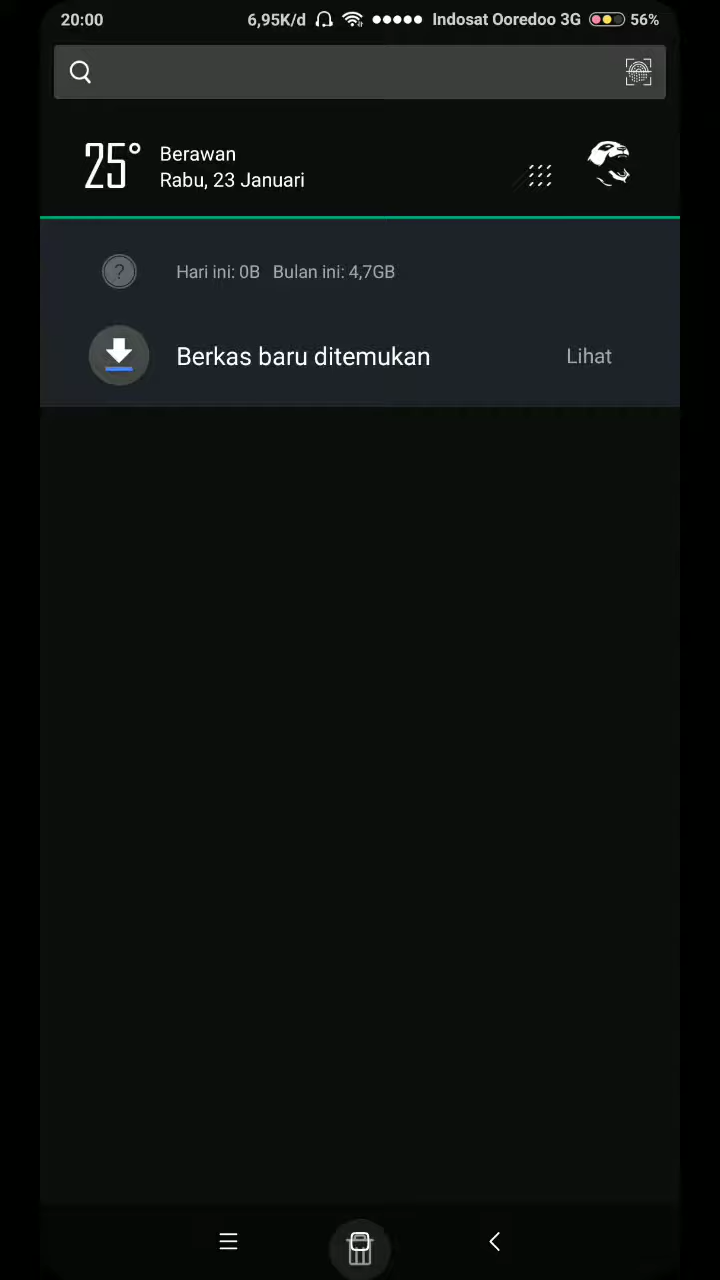 20:00 6,95K/d Indosat Ooredoo 3G 56%
25° Berawan
Rabu, 23 Januari
? Hari ini: 0B Bulan ini: 4,7GB
Berkas baru ditemukan Lihat